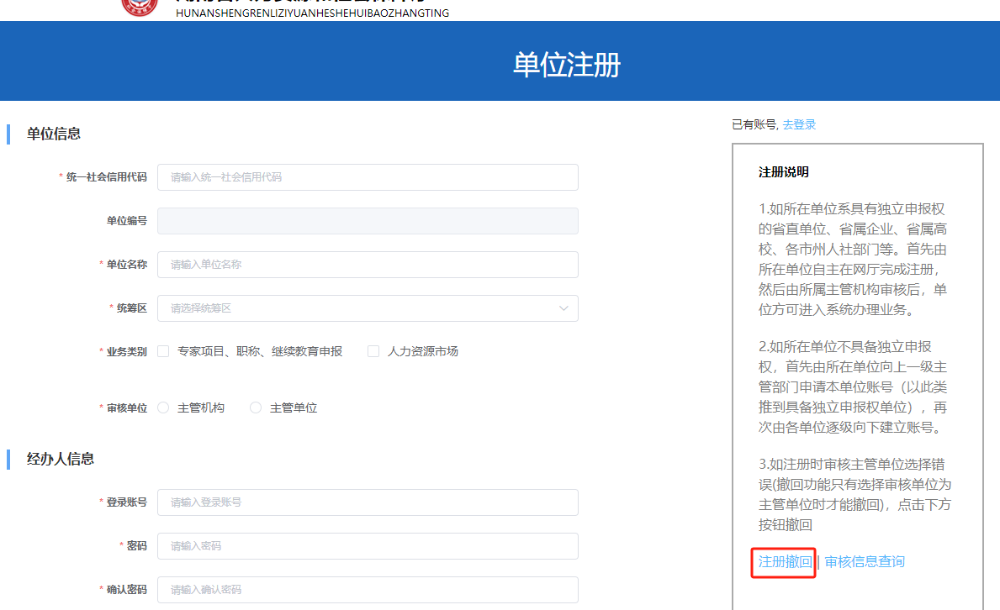 HUNANSHENGRENLIZIYUANHESHEHUIBAOZHANGTING
单位注册
单位信息
* 统一社会信用代码 请输入统一社会信用代码
单位编号
* 单位名称 请输入单位名称
* 统筹区 请选择统筹区
* 业务类别 专家项目、职称、继续教育申报 人力资源市场
* 审核单位 主管机构 主管单位
经办人信息
* 登录账号 请输入登录账号
* 密码 请输入密码
* 确认密码 请输入确认密码
已有账号, 去登录
注册说明
1.如所在单位系具有独立申报权
的省直单位、省属企业、省属高
校、各市州人社部门等。首先由
所在单位自主在网厅完成注册，
然后由所属主管机构审核后，单
位方可进入系统办理业务。
2.如所在单位不具备独立申报
权，首先由所在单位向上一级主
管部门申请本单位账号（以此类
推到具备独立申报权单位），再
次由各单位逐级向下建立账号。
3.如注册时审核主管单位选择错
误(撤回功能只有选择审核单位为
主管单位时才能撤回)，点击下方
按钮撤回
注册撤回 | 审核信息查询